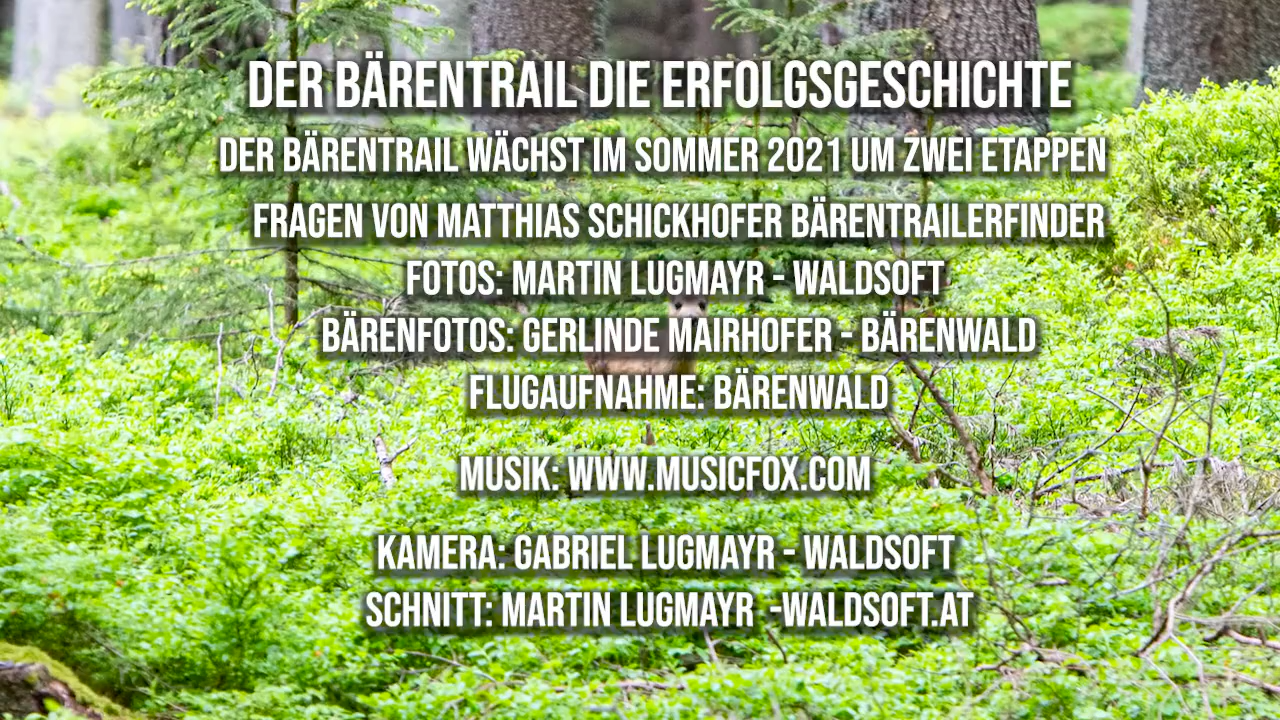 DER BÄRENTRAIL DIE ERFOLGSGESCHICHTE
DER BÄRENTRAIL WÄCHST IM SOMMER 2021 UM ZWEI ETAPPEN
FRAGEN VON MATTHIAS SCHICKHOFER BÄRENTRAILERFINDER
FOTOS: MARTIN LUGMAYR - WALDSOFT
BÄRENFOTOS: GERLINDE MAIRHOFER - BÄRENWALD
FLUGAUFNAHME: BÄRENWALD
MUSIK: WWW.MUSICFOX.COM
KAMERA: GABRIEL LUGMAYR - WALDSOFT
SCHNITT: MARTIN LUGMAYR -WALDSOFT.AT